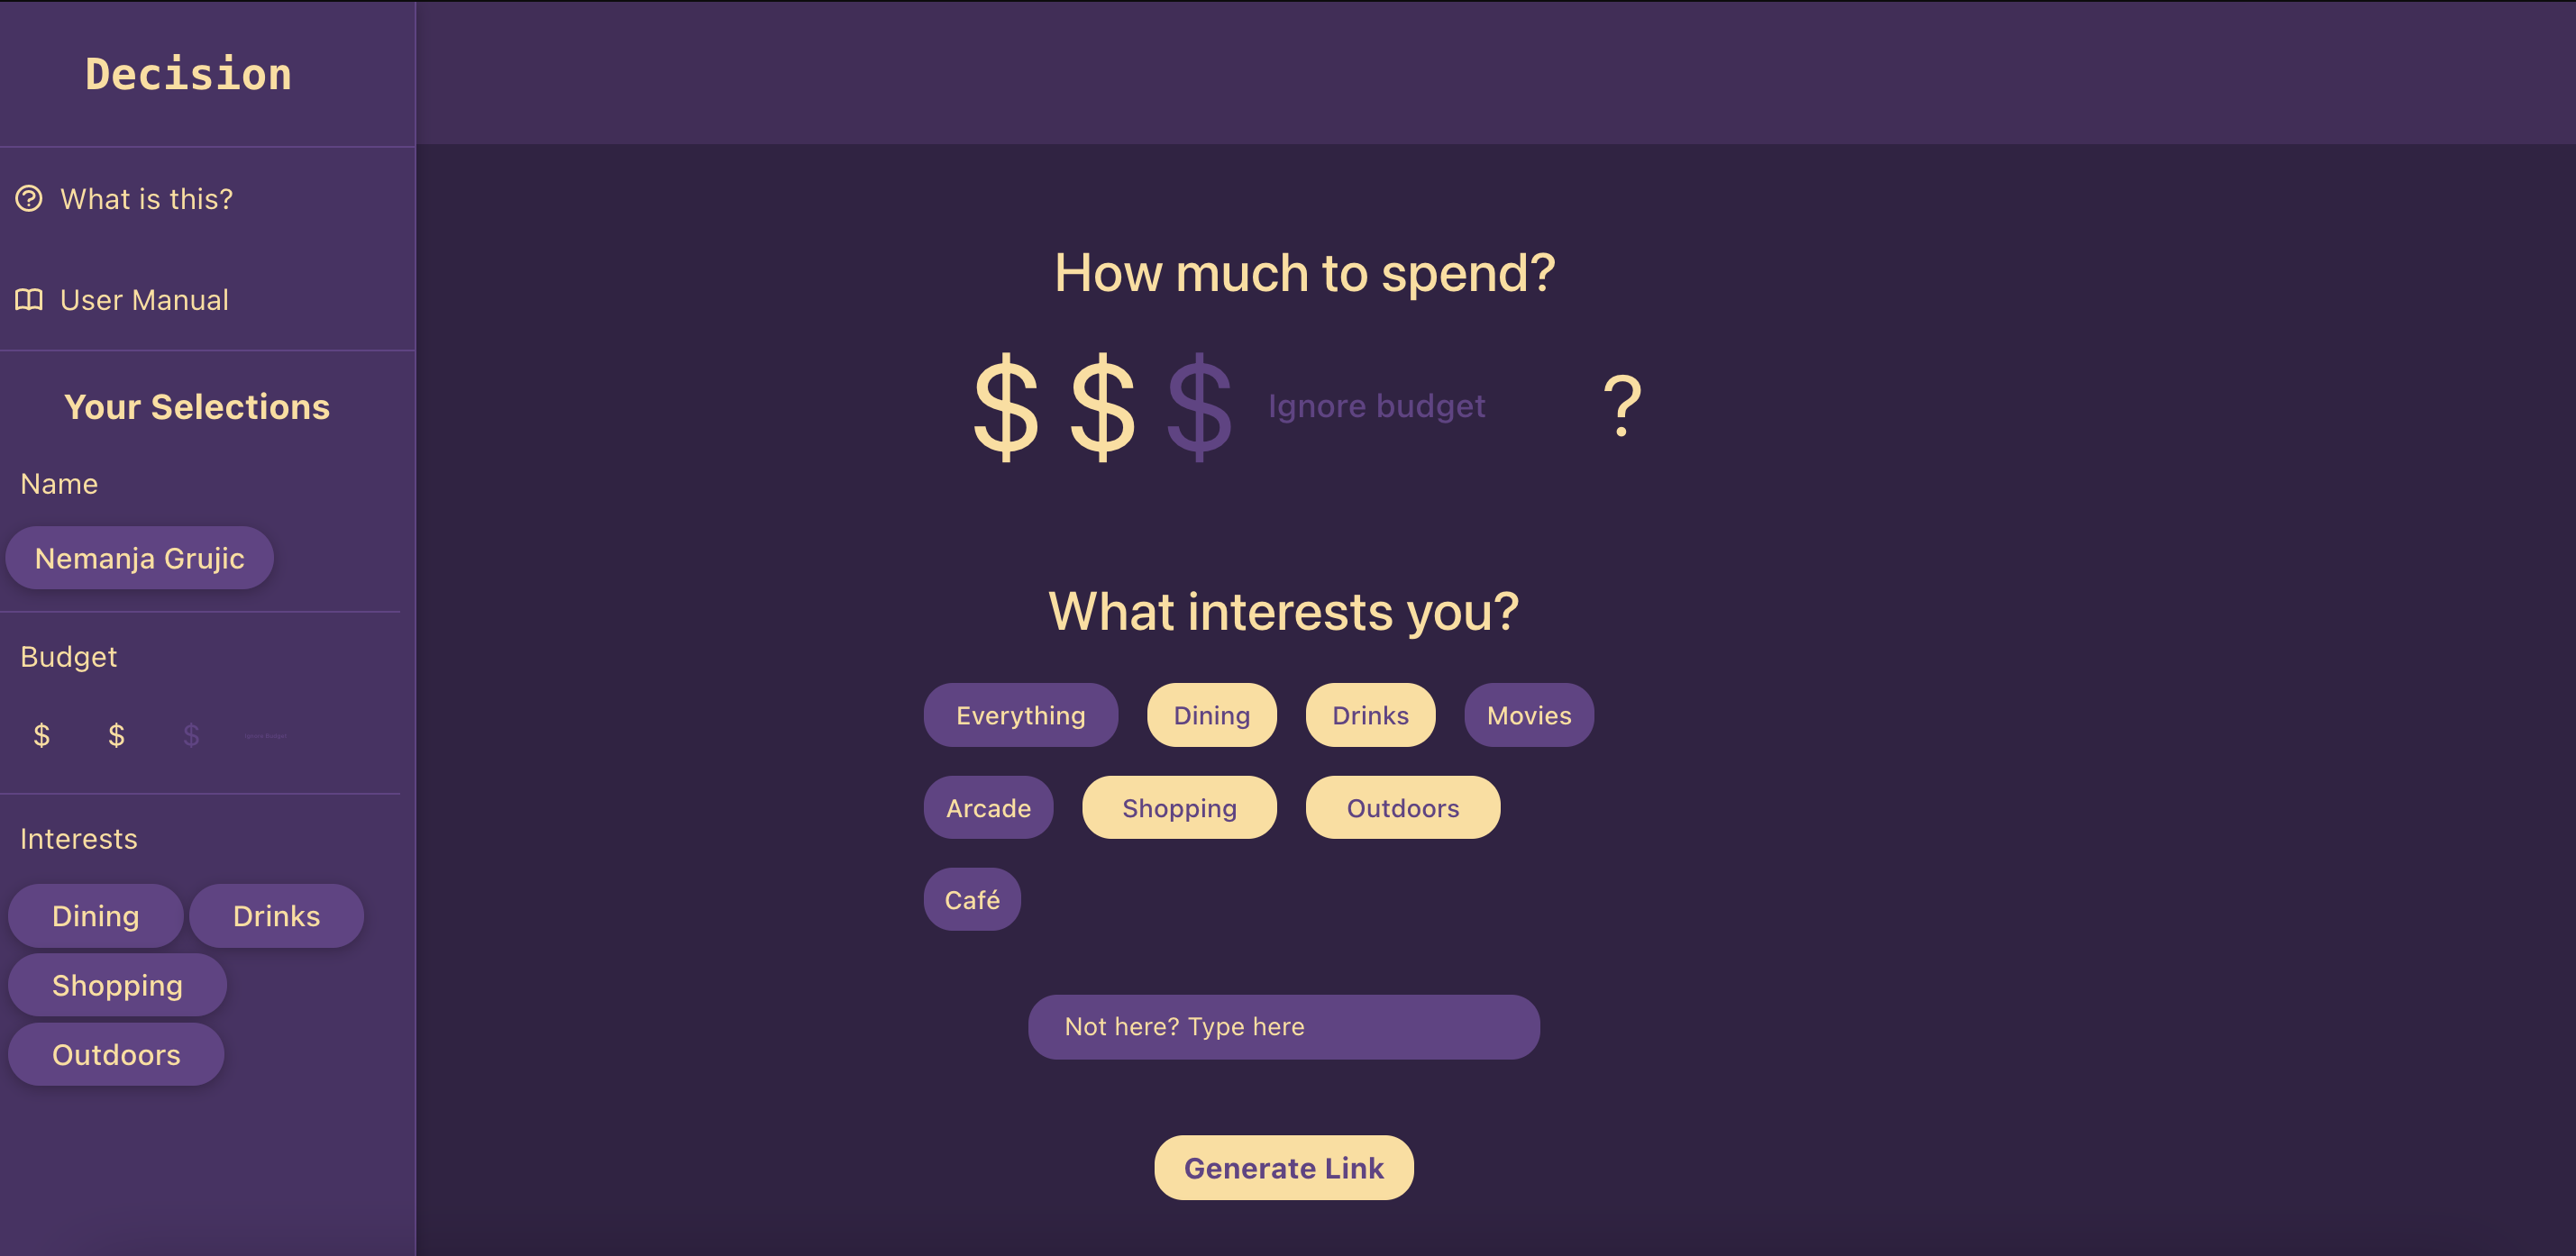 Decision
What is this?
User Manual
Your Selections
Name
Nemanja Grujic
Budget
$ $ $ Ignore Budget
Interests
Dining Drinks
Shopping
Outdoors
How much to spend?
$ $ $ Ignore budget ?
What interests you?
Everything Dining Drinks Movies
Arcade Shopping Outdoors
Café
Not here? Type here
Generate Link